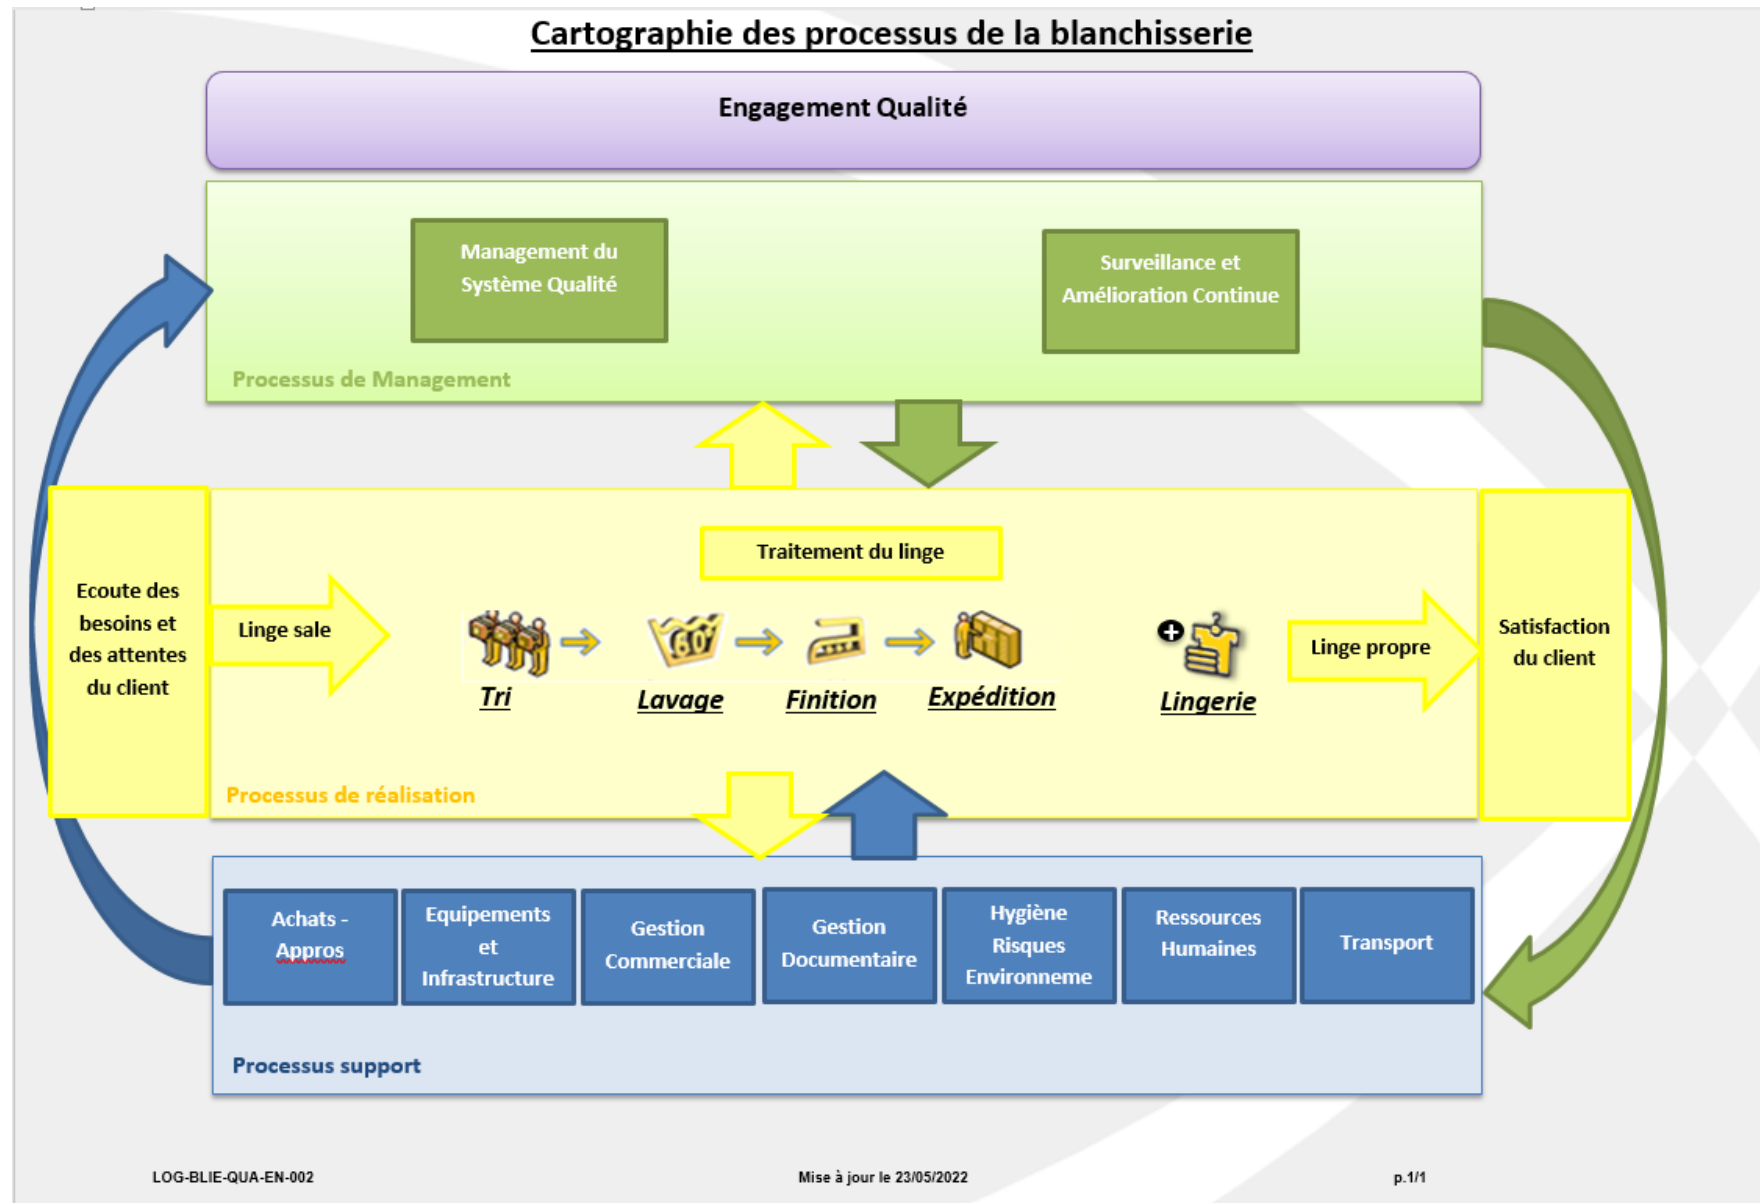 Cartographie des processus de la blanchisserie
Engagement Qualité
Management du
Système Qualité
Surveillance et
Amélioration Continue
Processus de Management
Ecoute des
besoins et
des attentes
du client
Linge sale
Traitement du linge
60°
Tri
Lavage
Finition
Expédition
Lingerie
Linge propre
Satisfaction
du client
Processus de réalisation
Achats -
Appros
Equipements
et
Infrastructure
Gestion
Commerciale
Gestion
Documentaire
Hygiène
Risques
Environneme
Ressources
Humaines
Transport
Processus support
LOG-BLIE-QUA-EN-002
Mise à jour le 23/05/2022
p.1/1